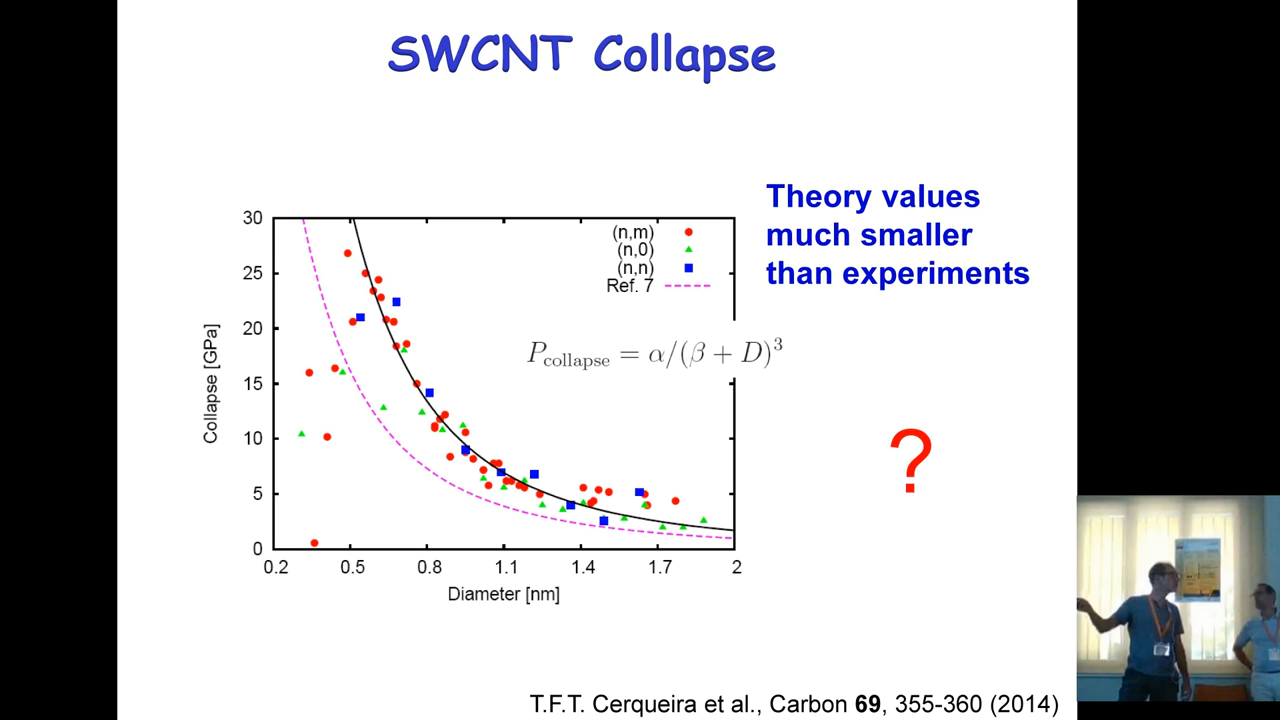 SWCNT Collapse
Theory values
much smaller
than experiments
30
25
20
15
10
5
0
Collapse [GPa]
(n,m)
(n,0)
(n,n)
Ref. 7
P_collapse = α/(β + D)³
?
0.2 0.5 0.8 1.1 1.4 1.7 2
Diameter [nm]
T.F.T. Cerqueira et al., Carbon 69, 355-360 (2014)